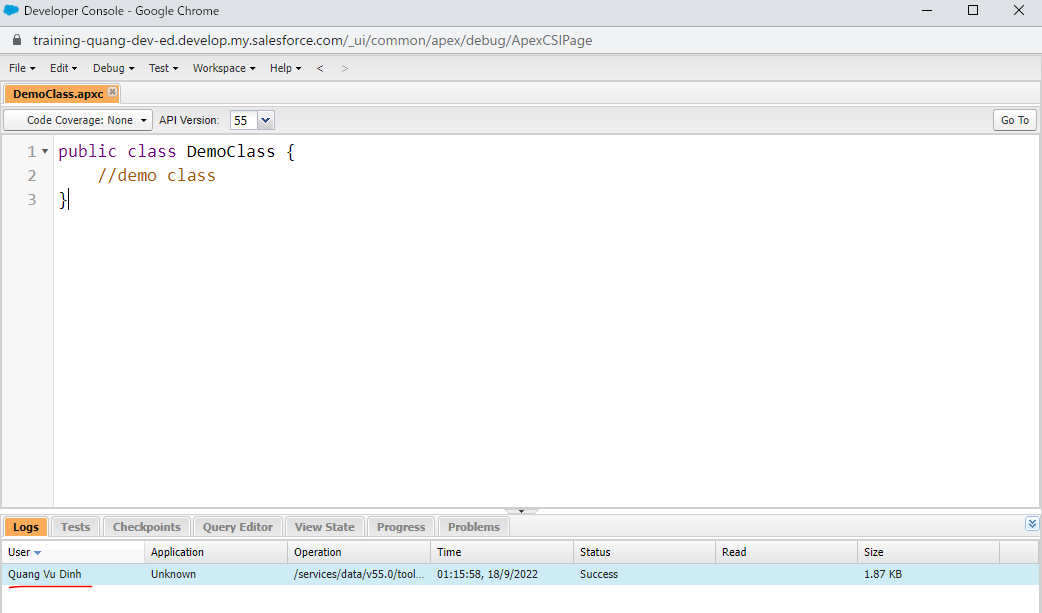 Developer Console - Google Chrome
training-quang-dev-ed.develop.my.salesforce.com/_ui/common/apex/debug/ApexCSIPage
File Edit Debug Test Workspace Help < >
DemoClass.apxc
Code Coverage: None API Version: 55 Go To
1 public class DemoClass {
2 //demo class
3 }
Logs Tests Checkpoints Query Editor View State Progress Problems
User Application Operation Time Status Read Size
Quang Vu Dinh Unknown /services/data/v55.0/tool... 01:15:58, 18/9/2022 Success 1.87 KB